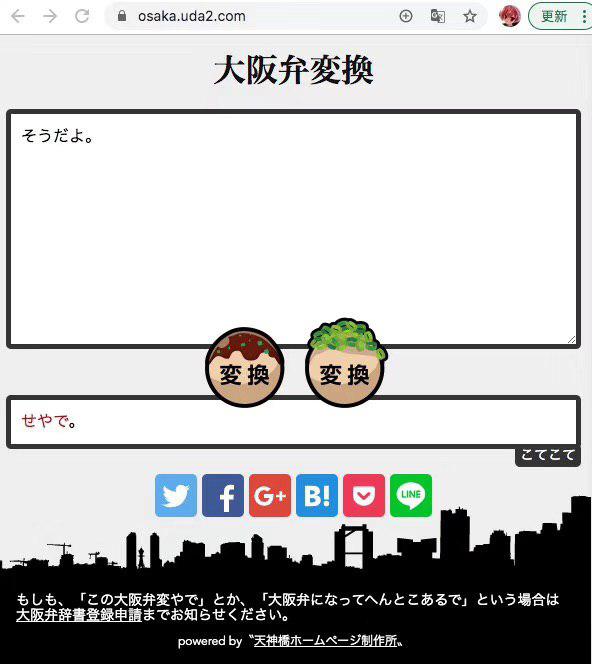 osaka.uda2.com
更新
大阪弁変換
そうだよ。
変換
変換
せやで。
こてこて
G+
B!
LINE
もしも、「この大阪弁変やで」とか、「大阪弁になってへんとこあるで」という場合は
大阪弁辞書登録申請までお知らせください。
powered by〝天神橋ホームページ制作所〟